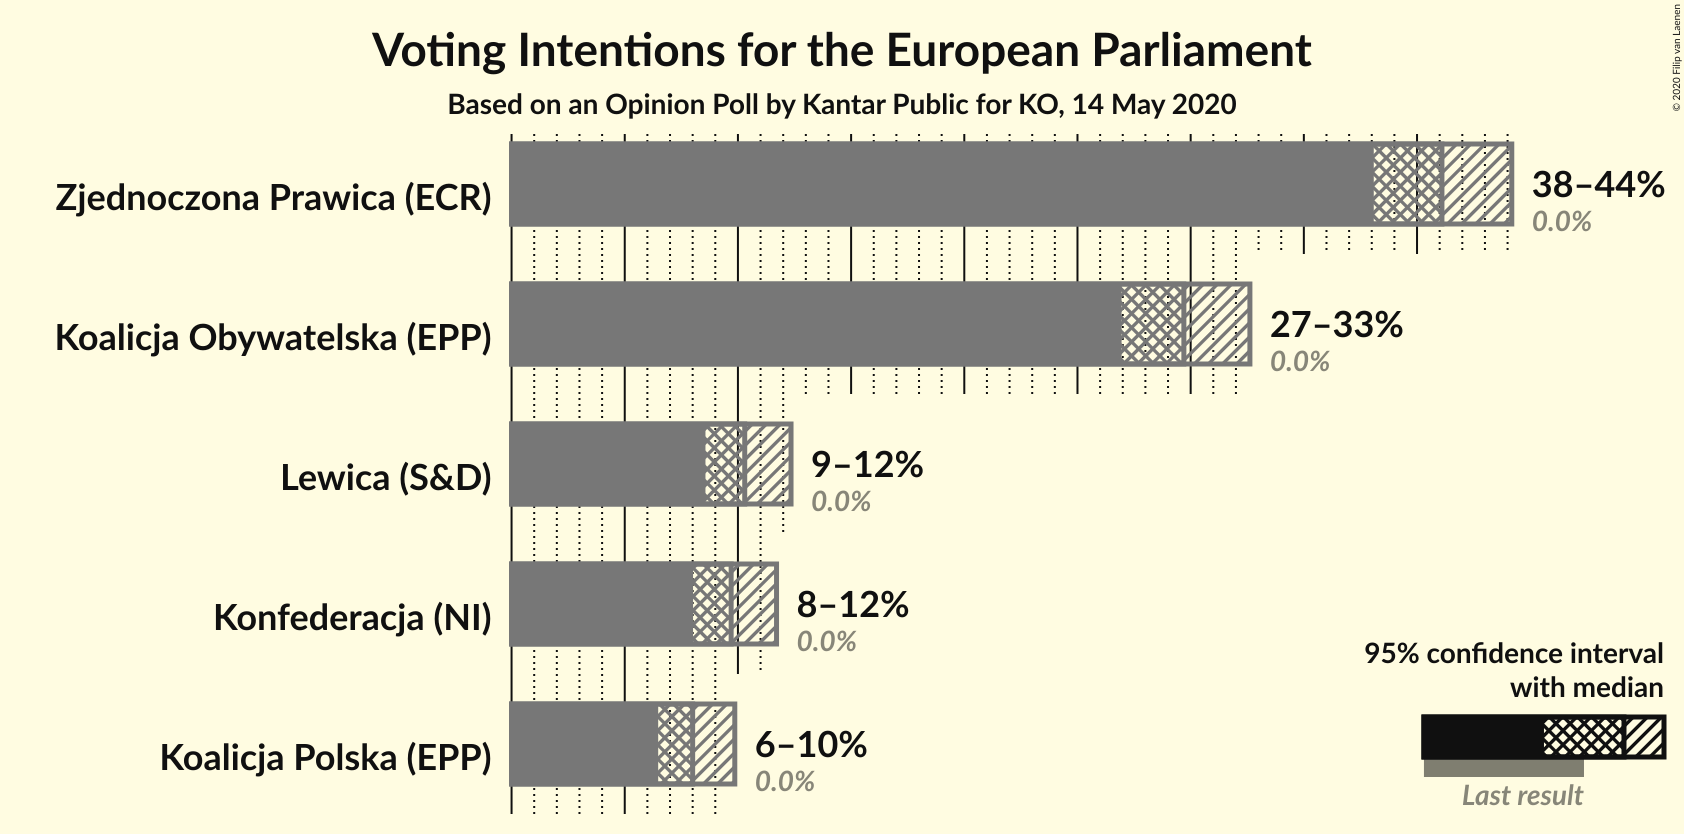 Voting Intentions for the European Parliament
Based on an Opinion Poll by Kantar Public for KO, 14 May 2020
© 2020 Filip van Laenen
Zjednoczona Prawica (ECR)
38–44%
0.0%
Koalicja Obywatelska (EPP)
27–33%
0.0%
Lewica (S&D)
9–12%
0.0%
Konfederacja (NI)
8–12%
0.0%
Koalicja Polska (EPP)
6–10%
0.0%
95% confidence interval
with median
Last result